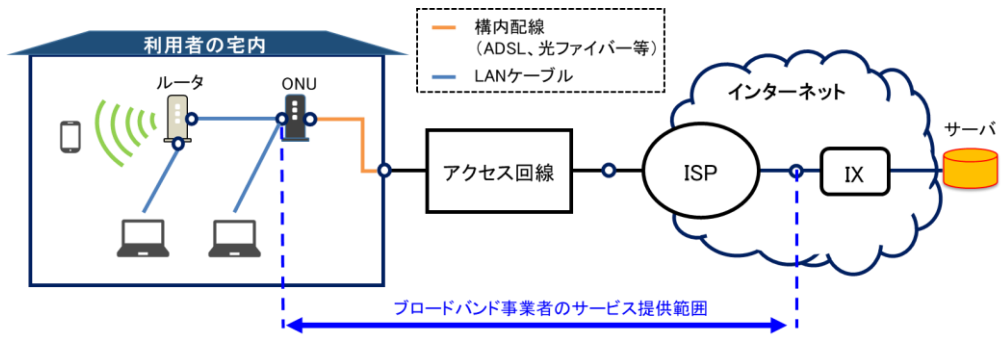 構内配線
（ADSL、光ファイバー等）
LANケーブル
利用者の宅内
ルータ
ONU
インターネット
サーバ
アクセス回線
ISP
IX
ブロードバンド事業者のサービス提供範囲